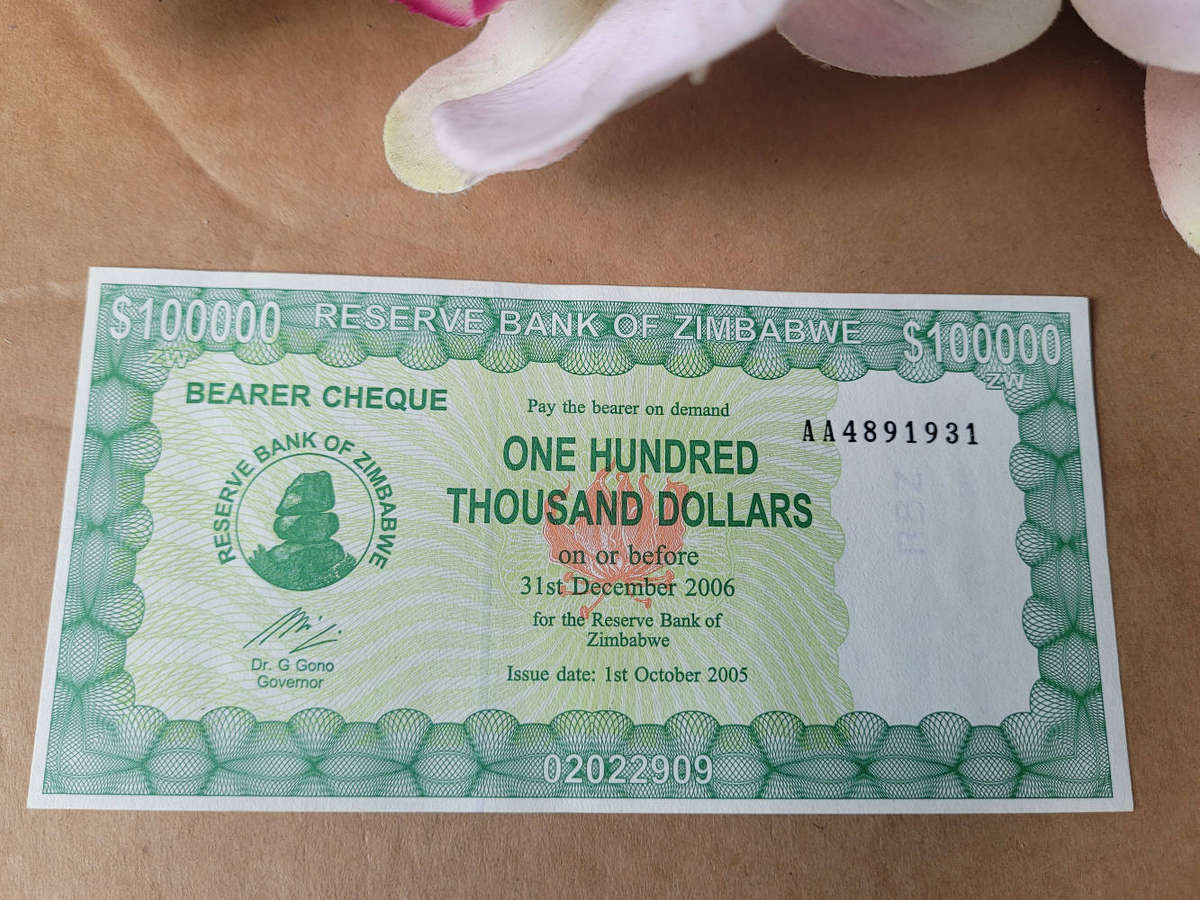 $100000 RESERVE BANK OF ZIMBABWE $100000
ZW ZW
BEARER CHEQUE
Pay the bearer on demand
AA4891931
ONE HUNDRED
THOUSAND DOLLARS
RESERVE BANK OF ZIMBABWE
on or before
31st December 2006
for the Reserve Bank of
Zimbabwe
Dr. G Gono
Governor
Issue date: 1st October 2005
02022909